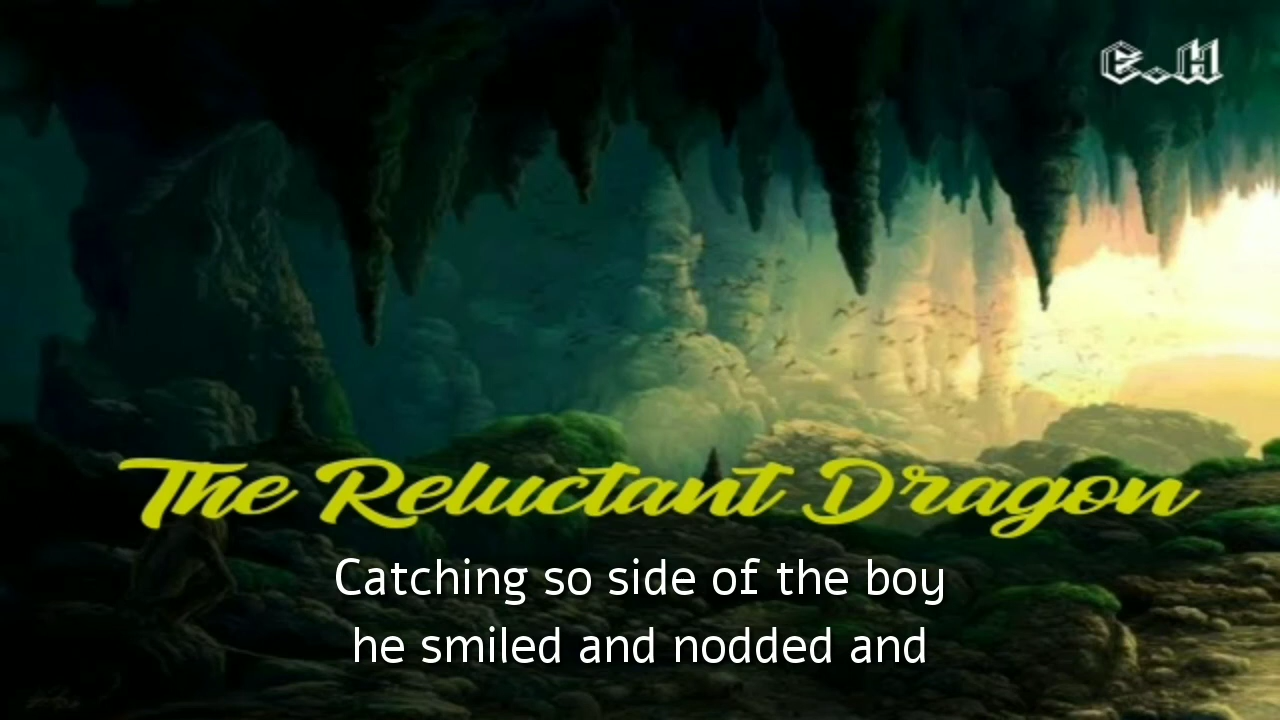 E.H
The Reluctant Dragon
Catching so side of the boy
he smiled and nodded and